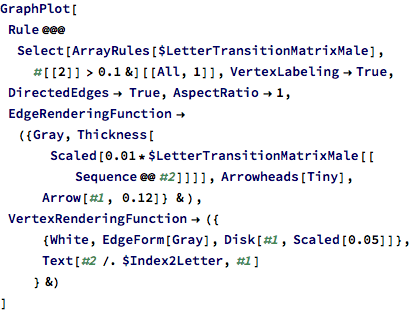 GraphPlot[
Rule @@@
Select[ArrayRules[$LetterTransitionMatrixMale],
#[[2]] > 0.1 &][[All, 1]], VertexLabeling → True,
DirectedEdges → True, AspectRatio → 1,
EdgeRenderingFunction →
({Gray, Thickness[
Scaled[0.01 * $LetterTransitionMatrixMale[[
Sequence @@ #2]]]], Arrowheads[Tiny],
Arrow[#1, 0.12]} &),
VertexRenderingFunction → ({
{White, EdgeForm[Gray], Disk[#1, Scaled[0.05]]},
Text[#2 /. $Index2Letter, #1]
} &)
]